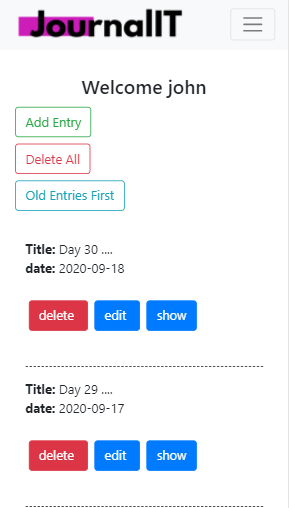 JournalIT
Welcome john
Add Entry
Delete All
Old Entries First
Title: Day 30 ....
date: 2020-09-18
delete edit show
Title: Day 29 ....
date: 2020-09-17
delete edit show